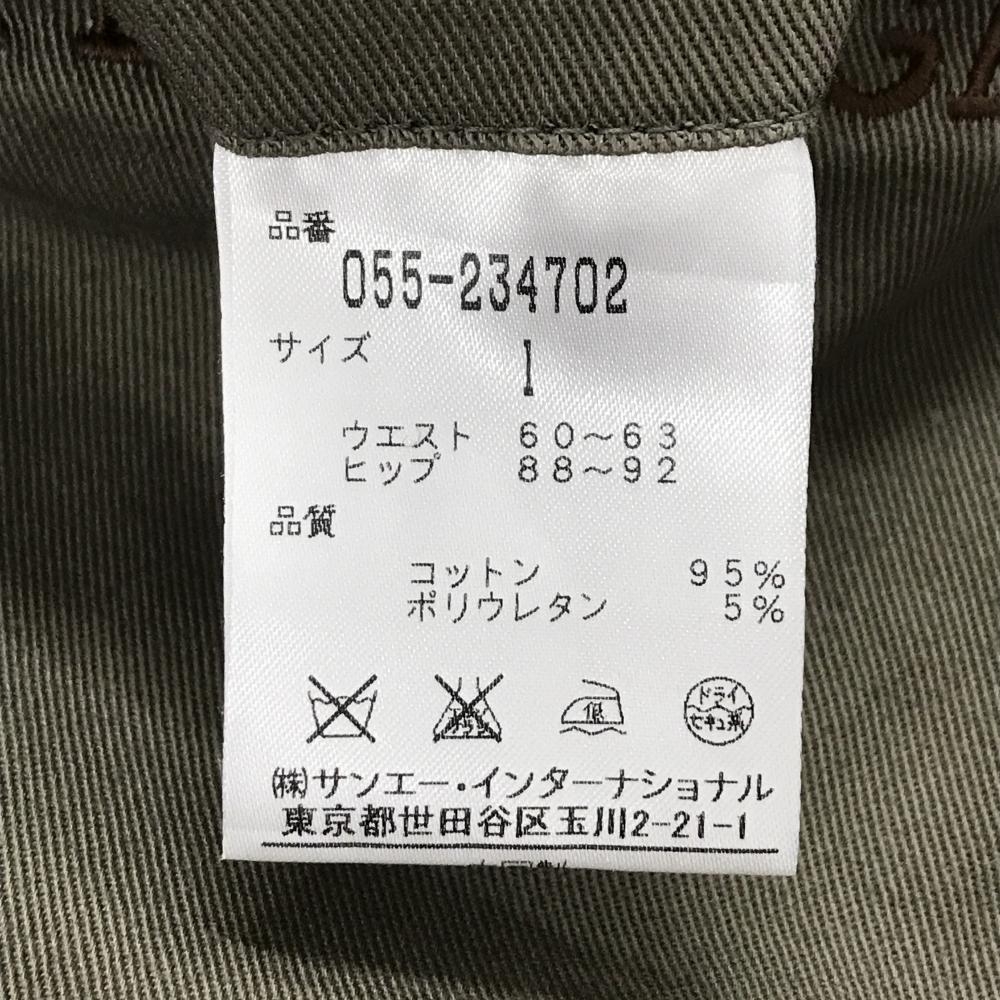 品番
055-234702
サイズ
1
ウエスト 60～63
ヒップ 88～92
品質
コットン 95%
ポリウレタン 5%
低
ドライ
セキユ系
㈱サンエー・インターナショナル
東京都世田谷区玉川2-21-1